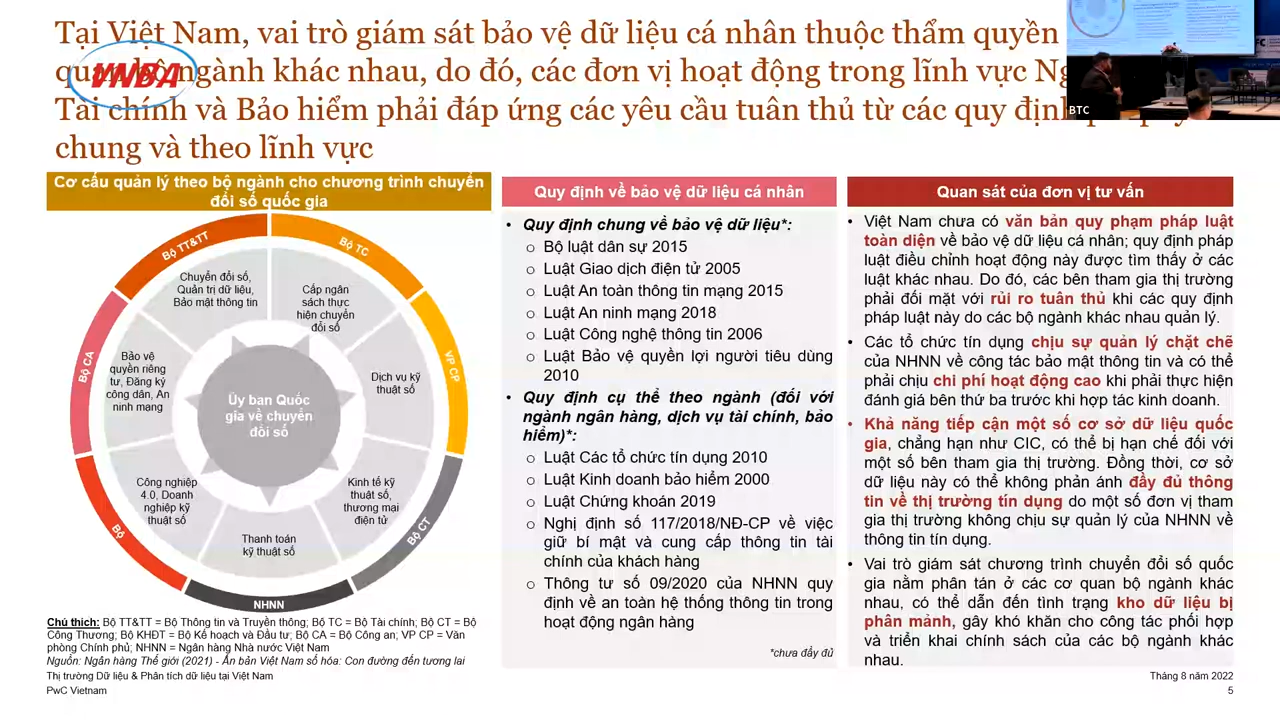 Tại Việt Nam, vai trò giám sát bảo vệ dữ liệu cá nhân thuộc thẩm quyền
ngành khác nhau, do đó, các đơn vị hoạt động trong lĩnh vực
Tài chính và Bảo hiểm phải đáp ứng các yêu cầu tuân thủ từ các quy định
chung và theo lĩnh vực
VNBA
BTC
Cơ cấu quản lý theo bộ ngành cho chương trình chuyển
đổi số quốc gia
Bộ TT&TT
Bộ TC
VP CP
Bộ CT
NHNN
Bộ
Bộ CA
Chuyển đổi số,
Quản trị dữ liệu,
Bảo mật thông tin
Cấp ngân
sách thực
hiện chuyển
đổi số
Dịch vụ kỹ
thuật số
Kinh tế kỹ
thuật số,
thương mại
điện tử
Thanh toán
kỹ thuật số
Công nghiệp
4.0, Doanh
nghiệp kỹ
thuật số
Bảo vệ
quyền riêng
tư, Đăng ký
công dân, An
ninh mạng
Ủy ban Quốc
gia về chuyển
đổi số
Chú thích: Bộ TT&TT = Bộ Thông tin và Truyền thông; Bộ TC = Bộ Tài chính; Bộ CT = Bộ
Công Thương; Bộ KHĐT = Bộ Kế hoạch và Đầu tư; Bộ CA = Bộ Công an; VP CP = Văn
phòng Chính phủ; NHNN = Ngân hàng Nhà nước Việt Nam
Nguồn: Ngân hàng Thế giới (2021) - Ấn bản Việt Nam số hóa: Con đường đến tương lai
Thị trường Dữ liệu & Phân tích dữ liệu tại Việt Nam
PwC Vietnam
Quy định về bảo vệ dữ liệu cá nhân
• Quy định chung về bảo vệ dữ liệu*:
o Bộ luật dân sự 2015
o Luật Giao dịch điện tử 2005
o Luật An toàn thông tin mạng 2015
o Luật An ninh mạng 2018
o Luật Công nghệ thông tin 2006
o Luật Bảo vệ quyền lợi người tiêu dùng
2010
• Quy định cụ thể theo ngành (đối với
ngành ngân hàng, dịch vụ tài chính, bảo
hiểm)*:
o Luật Các tổ chức tín dụng 2010
o Luật Kinh doanh bảo hiểm 2000
o Luật Chứng khoán 2019
o Nghị định số 117/2018/NĐ-CP về việc
giữ bí mật và cung cấp thông tin tài
chính của khách hàng
o Thông tư số 09/2020 của NHNN quy
định về an toàn hệ thống thông tin trong
hoạt động ngân hàng
*chưa đầy đủ
Quan sát của đơn vị tư vấn
• Việt Nam chưa có văn bản quy phạm pháp luật
toàn diện về bảo vệ dữ liệu cá nhân; quy định pháp
luật điều chỉnh hoạt động này được tìm thấy ở các
luật khác nhau. Do đó, các bên tham gia thị trường
phải đối mặt với rủi ro tuân thủ khi các quy định
pháp luật này do các bộ ngành khác nhau quản lý.
• Các tổ chức tín dụng chịu sự quản lý chặt chẽ
của NHNN về công tác bảo mật thông tin và có thể
phải chịu chi phí hoạt động cao khi phải thực hiện
đánh giá bên thứ ba trước khi hợp tác kinh doanh.
• Khả năng tiếp cận một số cơ sở dữ liệu quốc
gia, chẳng hạn như CIC, có thể bị hạn chế đối với
một số bên tham gia thị trường. Đồng thời, cơ sở
dữ liệu này có thể không phản ánh đầy đủ thông
tin về thị trường tín dụng do một số đơn vị tham
gia thị trường không chịu sự quản lý của NHNN về
thông tin tín dụng.
• Vai trò giám sát chương trình chuyển đổi số quốc
gia nằm phân tán ở các cơ quan bộ ngành khác
nhau, có thể dẫn đến tình trạng kho dữ liệu bị
phân mảnh, gây khó khăn cho công tác phối hợp
và triển khai chính sách của các bộ ngành khác
nhau.
Tháng 8 năm 2022
5